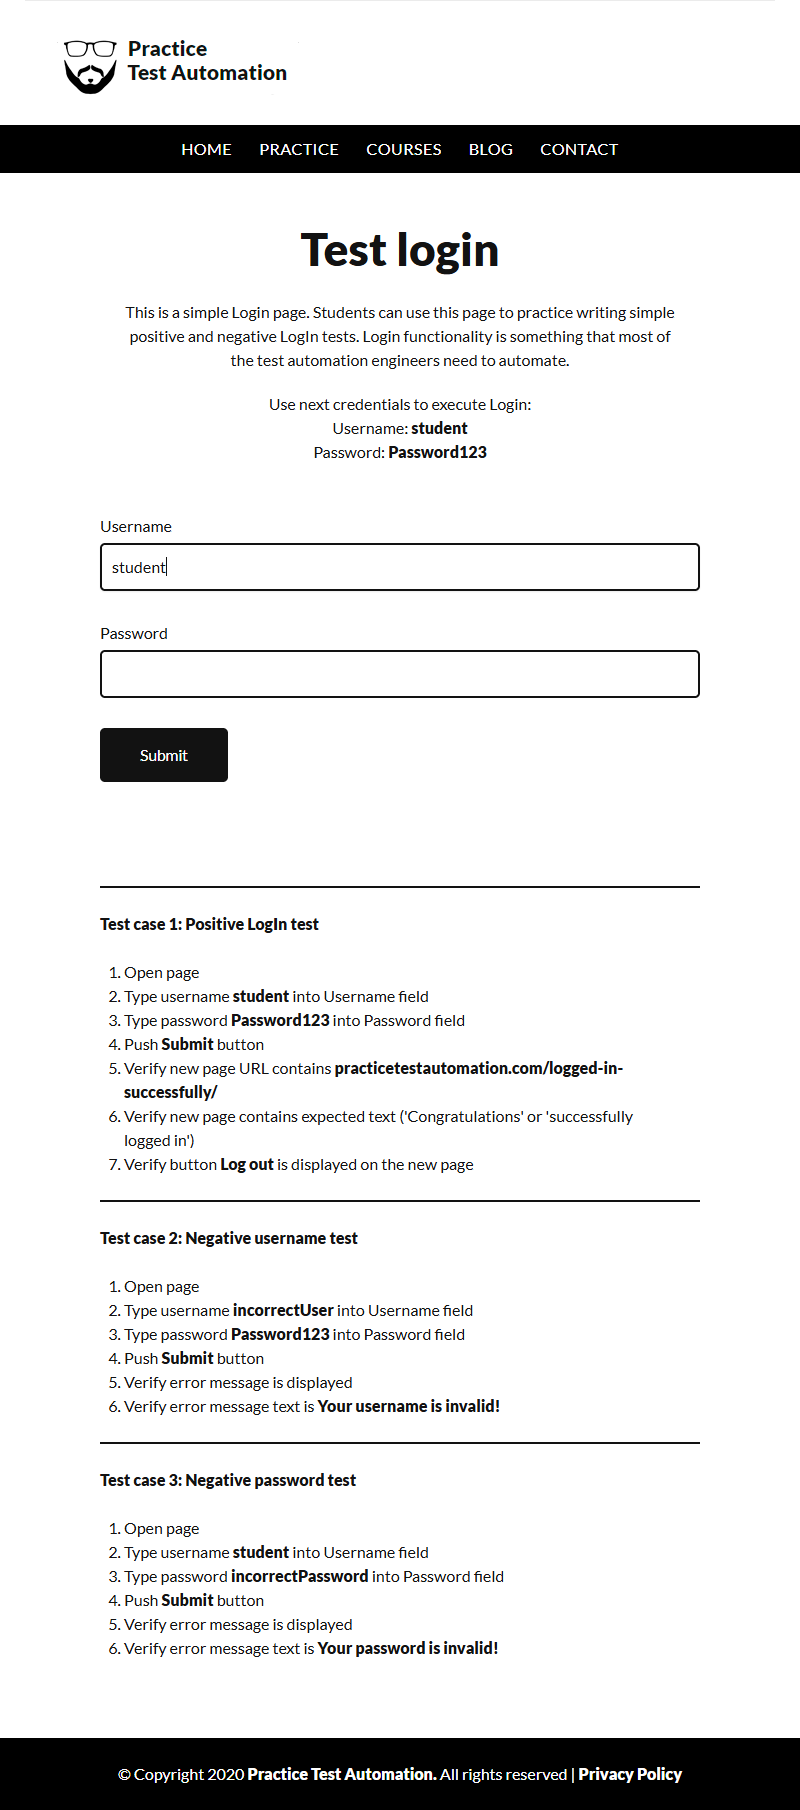 Practice
Test Automation
HOME PRACTICE COURSES BLOG CONTACT
Test login
This is a simple Login page. Students can use this page to practice writing simple
positive and negative LogIn tests. Login functionality is something that most of
the test automation engineers need to automate.
Use next credentials to execute Login:
Username: student
Password: Password123
Username
student
Password
Submit
Test case 1: Positive LogIn test
1. Open page
2. Type username student into Username field
3. Type password Password123 into Password field
4. Push Submit button
5. Verify new page URL contains practicetestautomation.com/logged-in-
successfully/
6. Verify new page contains expected text ('Congratulations' or 'successfully
logged in')
7. Verify button Log out is displayed on the new page
Test case 2: Negative username test
1. Open page
2. Type username incorrectUser into Username field
3. Type password Password123 into Password field
4. Push Submit button
5. Verify error message is displayed
6. Verify error message text is Your username is invalid!
Test case 3: Negative password test
1. Open page
2. Type username student into Username field
3. Type password incorrectPassword into Password field
4. Push Submit button
5. Verify error message is displayed
6. Verify error message text is Your password is invalid!
© Copyright 2020 Practice Test Automation. All rights reserved | Privacy Policy